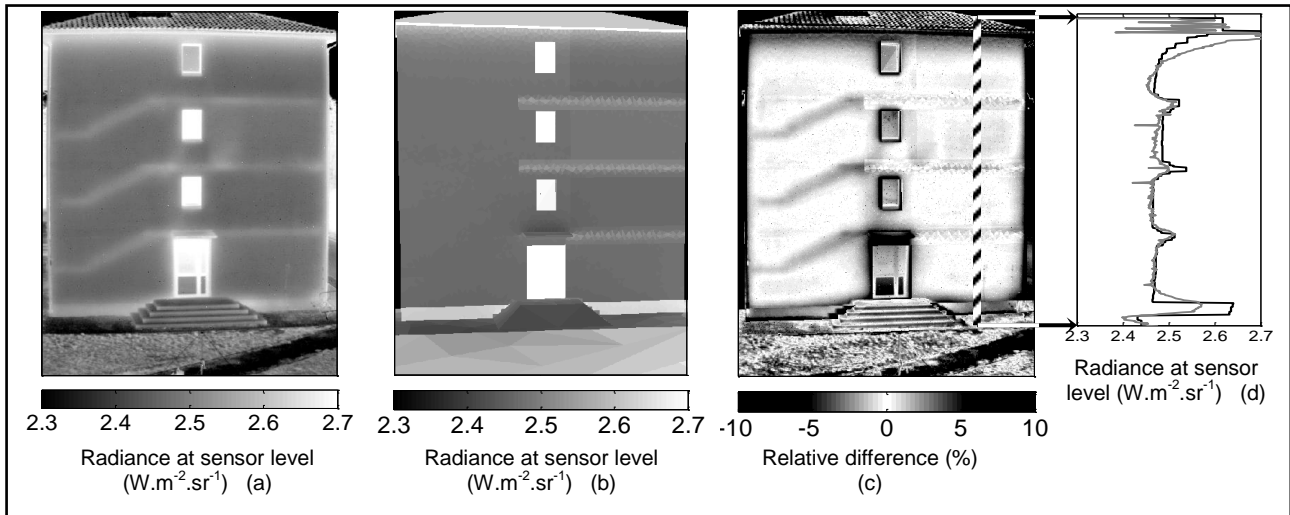 2.3 2.4 2.5 2.6 2.7
Radiance at sensor level
(W.m-2.sr-1) (a)
2.3 2.4 2.5 2.6 2.7
Radiance at sensor level
(W.m-2.sr-1) (b)
-10 -5 0 5 10
Relative difference (%)
(c)
2.3 2.4 2.5 2.6 2.7
Radiance at sensor
level (W.m-2.sr-1) (d)